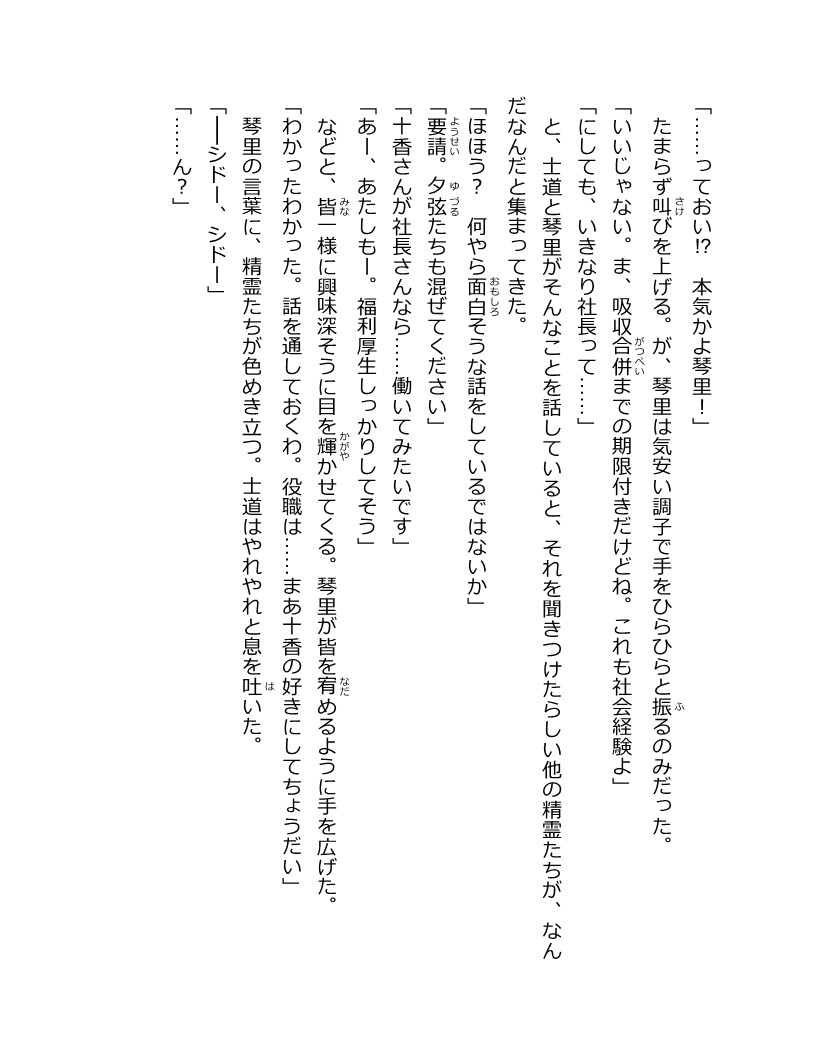 「……っておい⁉　本気かよ琴里！」
　たまらず叫びを上げる。が、琴里は気安い調子で手をひらひらと振るのみだった。
「いいじゃない。ま、吸収合併までの期限付きだけどね。これも社会経験よ」
「にしても、いきなり社長って……」
　と、士道と琴里がそんなことを話していると、それを聞きつけたらしい他の精霊たちが、なん
だなんだと集まってきた。
「ほほう？　何やら面白そうな話をしているではないか」
「要請。夕弦たちも混ぜてください」
「十香さんが社長さんなら……働いてみたいです」
「あー、あたしもー。福利厚生しっかりしてそう」
　などと、皆一様に興味深そうに目を輝かせてくる。琴里が皆を宥めるように手を広げた。
「わかったわかった。話を通しておくわ。役職は……まあ十香の好きにしてちょうだい」
　琴里の言葉に、精霊たちが色めき立つ。士道はやれやれと息を吐いた。
「──シドー、シドー」
「……ん？」